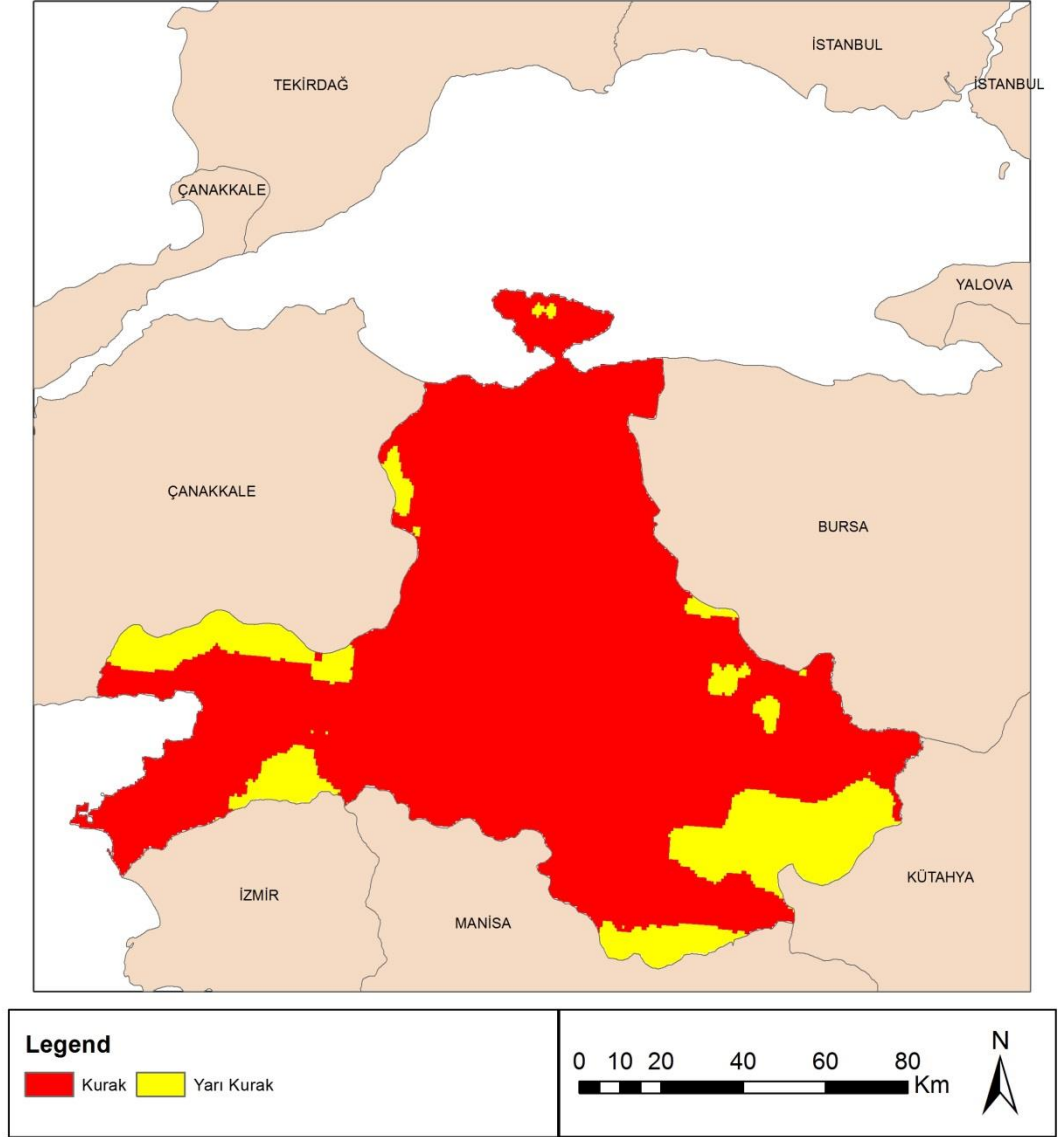 İSTANBUL
TEKİRDAĞ
İSTANBUL
ÇANAKKALE
YALOVA
ÇANAKKALE
BURSA
KÜTAHYA
İZMİR
MANİSA
Legend
Kurak
Yarı Kurak
0 10 20 40 60 80
Km
N